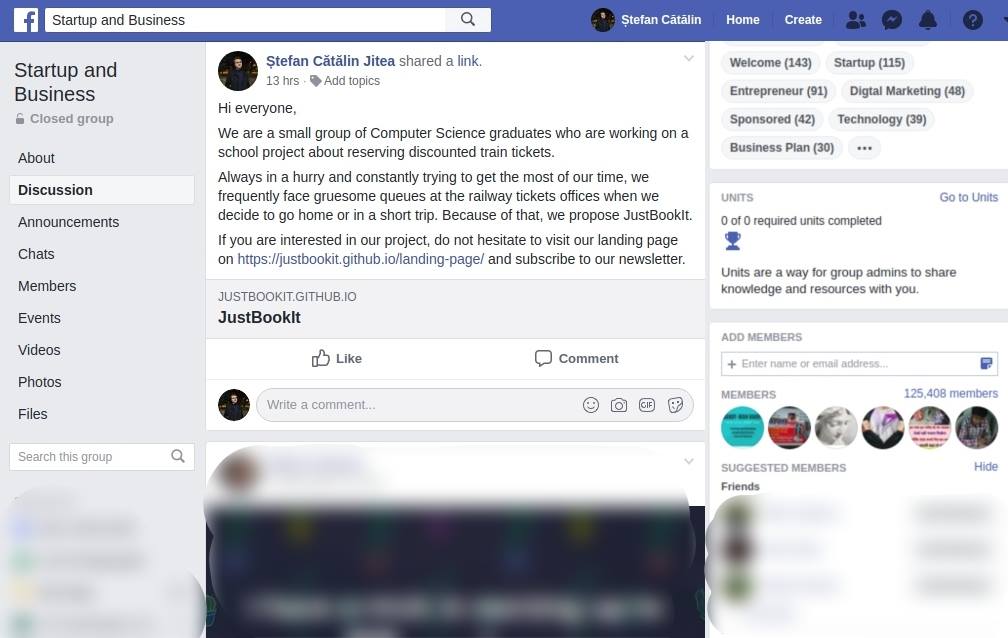 Startup and Business
Ștefan Cătălin
Home
Create
Startup and
Business
Closed group
About
Discussion
Announcements
Chats
Members
Events
Videos
Photos
Files
Search this group
Ștefan Cătălin Jitea shared a link.
13 hrs · Add topics
Hi everyone,
We are a small group of Computer Science graduates who are working on a
school project about reserving discounted train tickets.
Always in a hurry and constantly trying to get the most of our time, we
frequently face gruesome queues at the railway tickets offices when we
decide to go home or in a short trip. Because of that, we propose JustBookIt.
If you are interested in our project, do not hesitate to visit our landing page
on https://justbookit.github.io/landing-page/ and subscribe to our newsletter.
JUSTBOOKIT.GITHUB.IO
JustBookIt
Like
Comment
Write a comment...
GIF
Welcome (143)
Startup (115)
Entrepreneur (91)
Digtal Marketing (48)
Sponsored (42)
Technology (39)
Business Plan (30)
UNITS
Go to Units
0 of 0 required units completed
Units are a way for group admins to share
knowledge and resources with you.
ADD MEMBERS
+ Enter name or email address...
MEMBERS
125,408 members
SUGGESTED MEMBERS
Hide
Friends